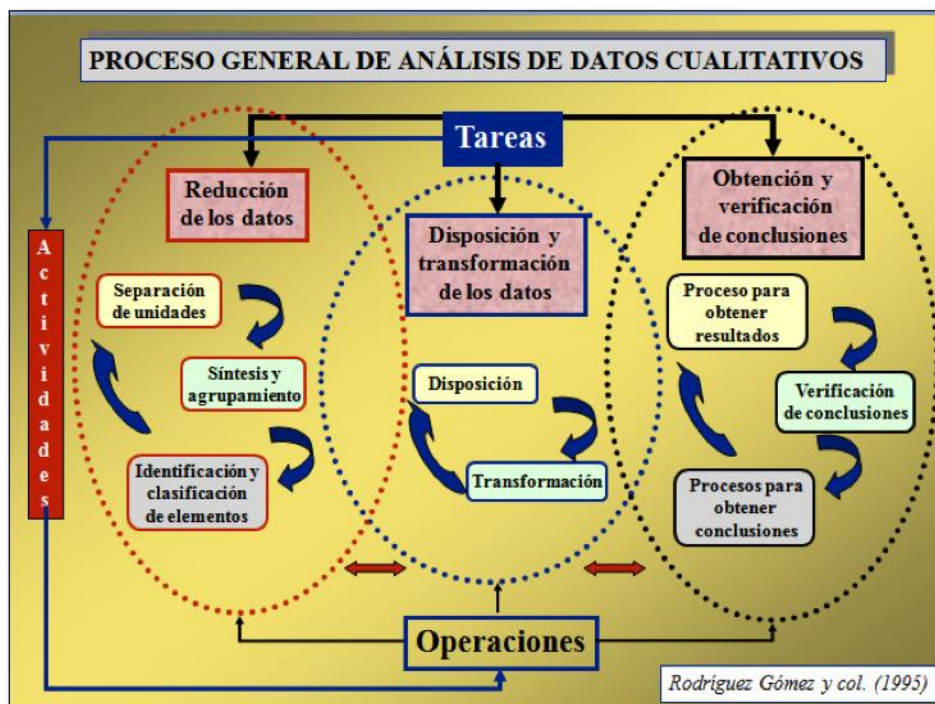 PROCESO GENERAL DE ANÁLISIS DE DATOS CUALITATIVOS
Tareas
Reducción
de los datos
Disposición y
transformación
de los datos
Obtención y
verificación
de conclusiones
Actividades
Separación
de unidades
Síntesis y
agrupamiento
Identificación y
clasificación
de elementos
Disposición
Transformación
Proceso para
obtener
resultados
Verificación
de conclusiones
Procesos para
obtener
conclusiones
Operaciones
Rodríguez Gómez y col. (1995)